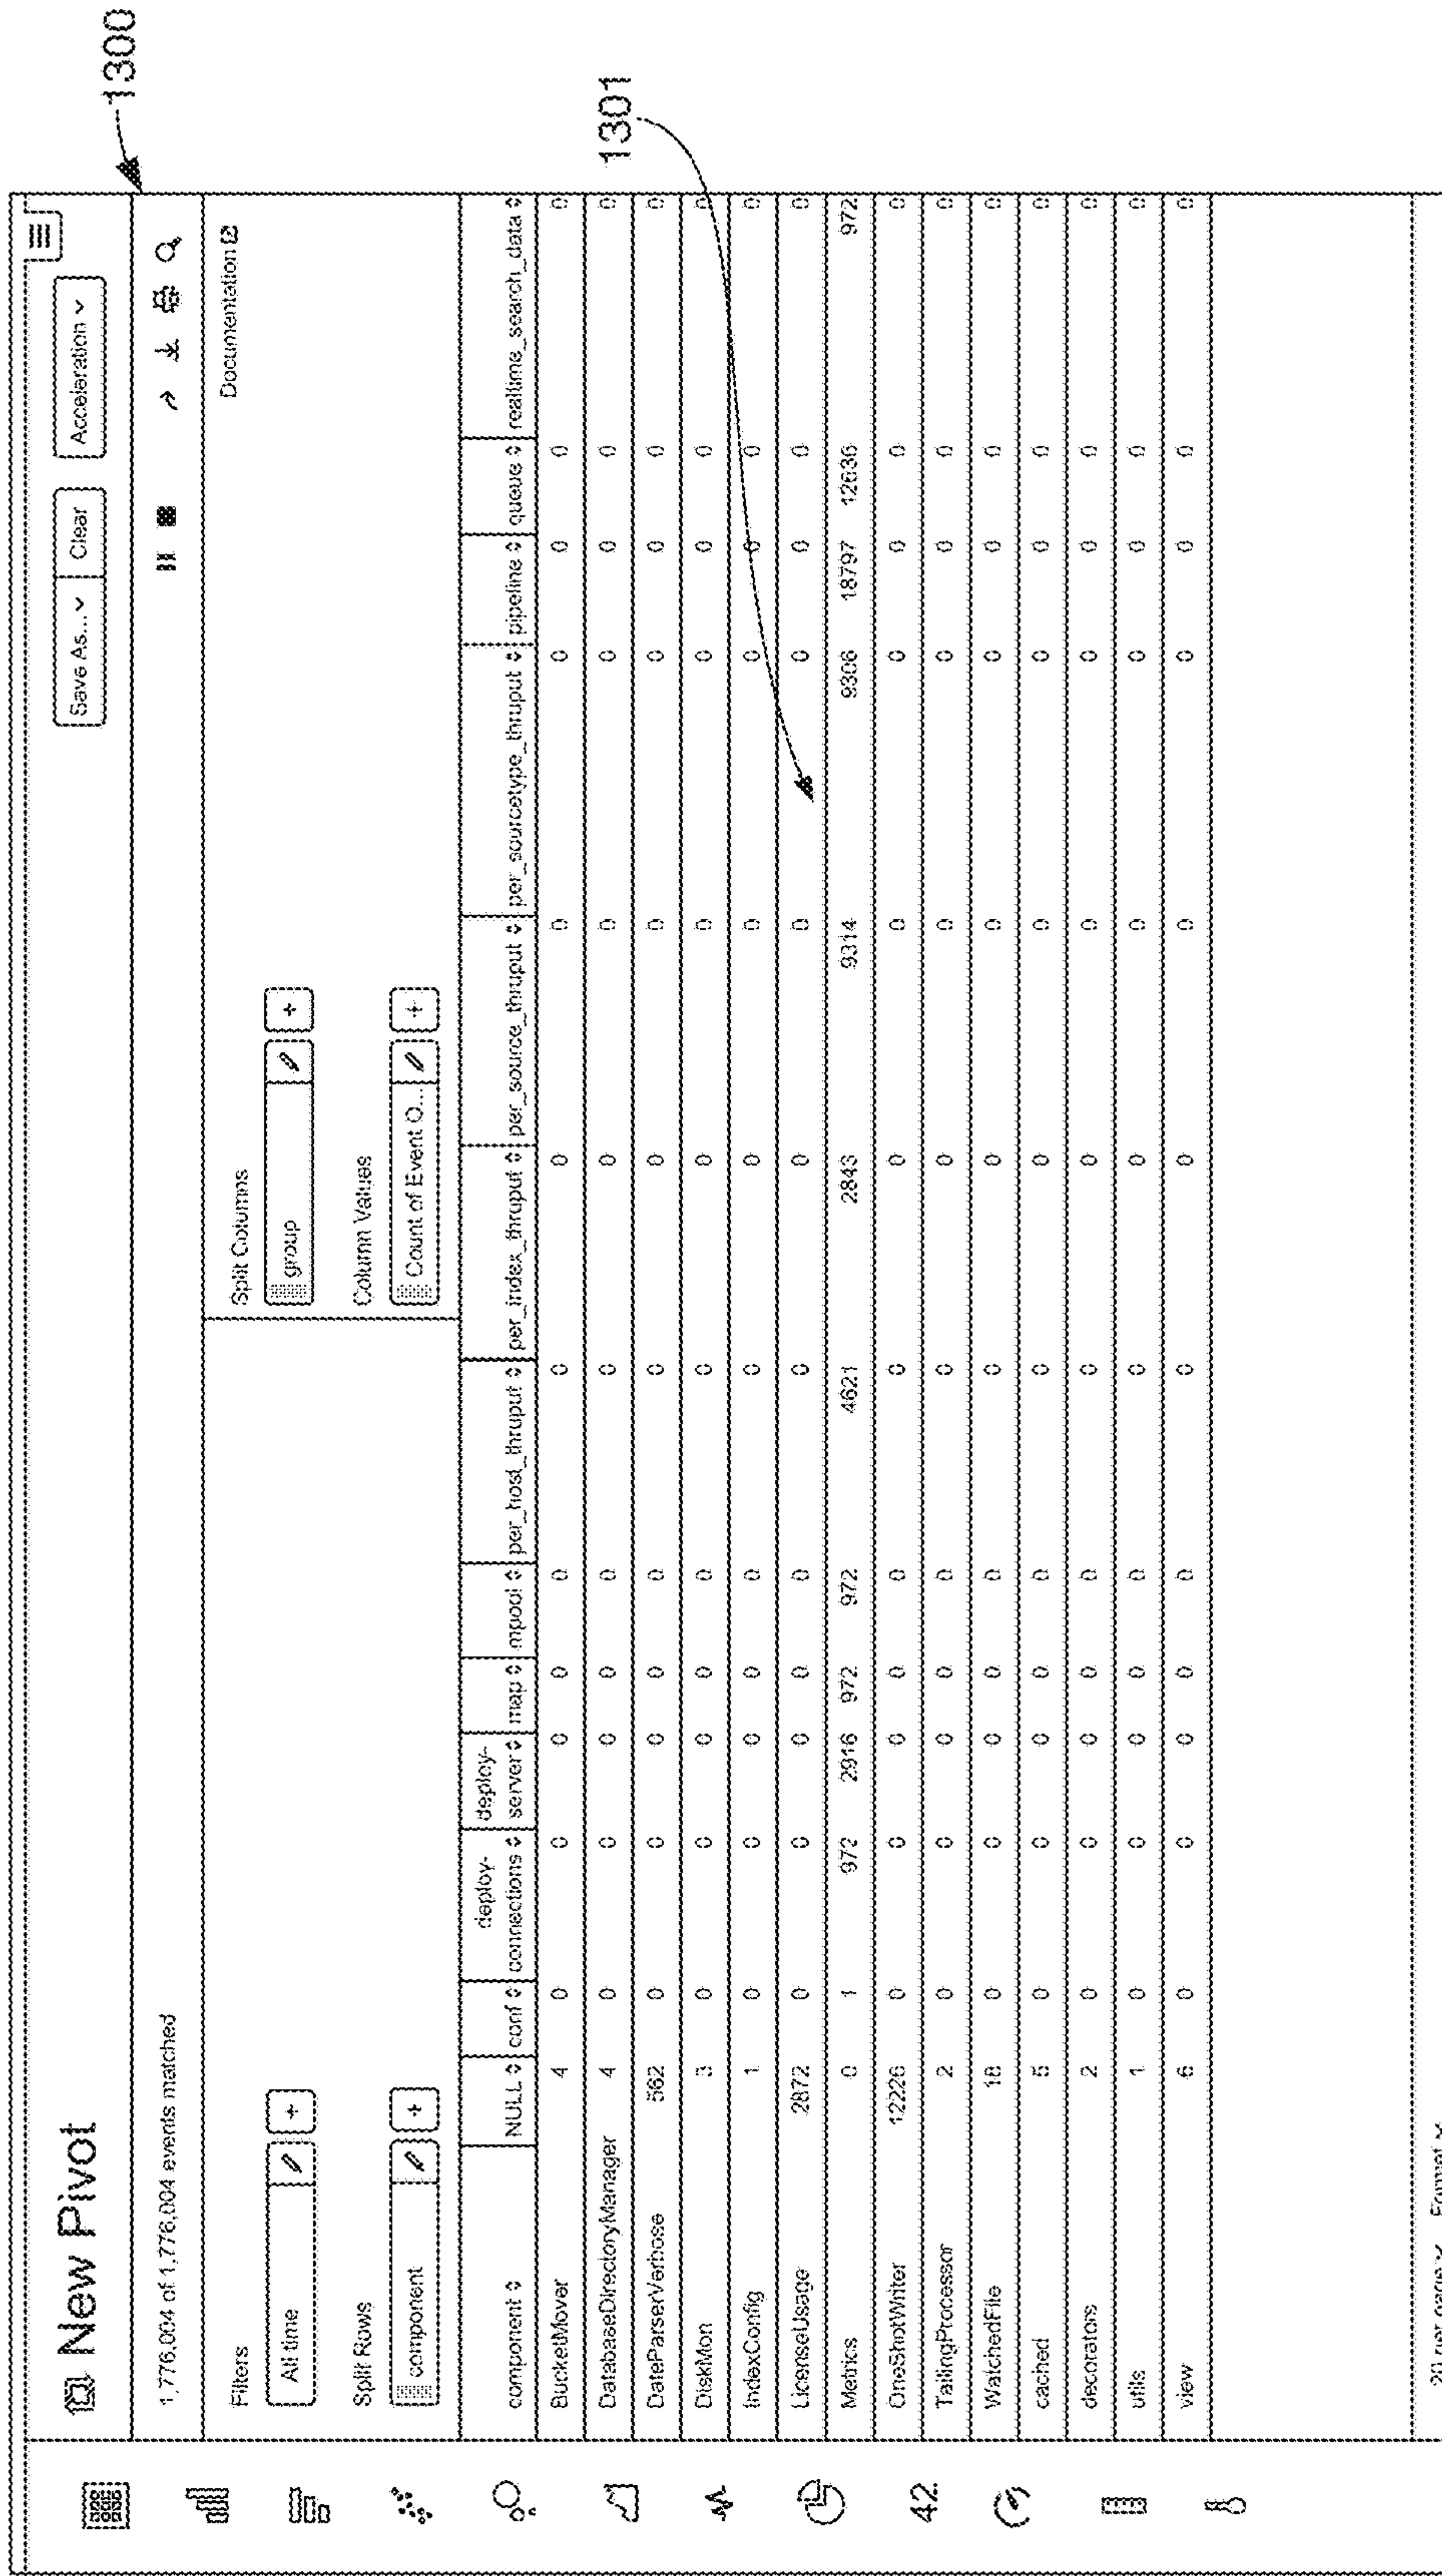 1300
New Pivot
Save As... Clear Acceleration
1,776,004 of 1,776,004 events matched
Filters
All time +
Split Columns
group +
Documentation
Split Rows
component +
Column Values
Count of Event O... +
component NULL conf deploy-connections deploy-server map mpool per_host_thruput per_index_thruput per_source_thruput per_sourcetype_thruput pipeline queue realtime_search_data
BucketMover 4 0 0 0 0 0 0 0 0 0 0 0 0
DatabaseDirectoryManager 4 0 0 0 0 0 0 0 0 0 0 0 0
DateParserVerbose 562 0 0 0 0 0 0 0 0 0 0 0 0
DiskMon 3 0 0 0 0 0 0 0 0 0 0 0 0
IndexConfig 1 0 0 0 0 0 0 0 0 0 0 0 0
LicenseUsage 2872 0 0 0 0 0 0 0 0 0 0 0 0
Metrics 0 1 972 2916 972 972 4621 2843 9314 9306 18797 12636 972
OneShotWriter 12226 0 0 0 0 0 0 0 0 0 0 0 0
TailingProcessor 2 0 0 0 0 0 0 0 0 0 0 0 0
WatchedFile 18 0 0 0 0 0 0 0 0 0 0 0 0
cached 5 0 0 0 0 0 0 0 0 0 0 0 0
decorators 2 0 0 0 0 0 0 0 0 0 0 0 0
utils 1 0 0 0 0 0 0 0 0 0 0 0 0
view 6 0 0 0 0 0 0 0 0 0 0 0 0
42
1301
20 per page Format